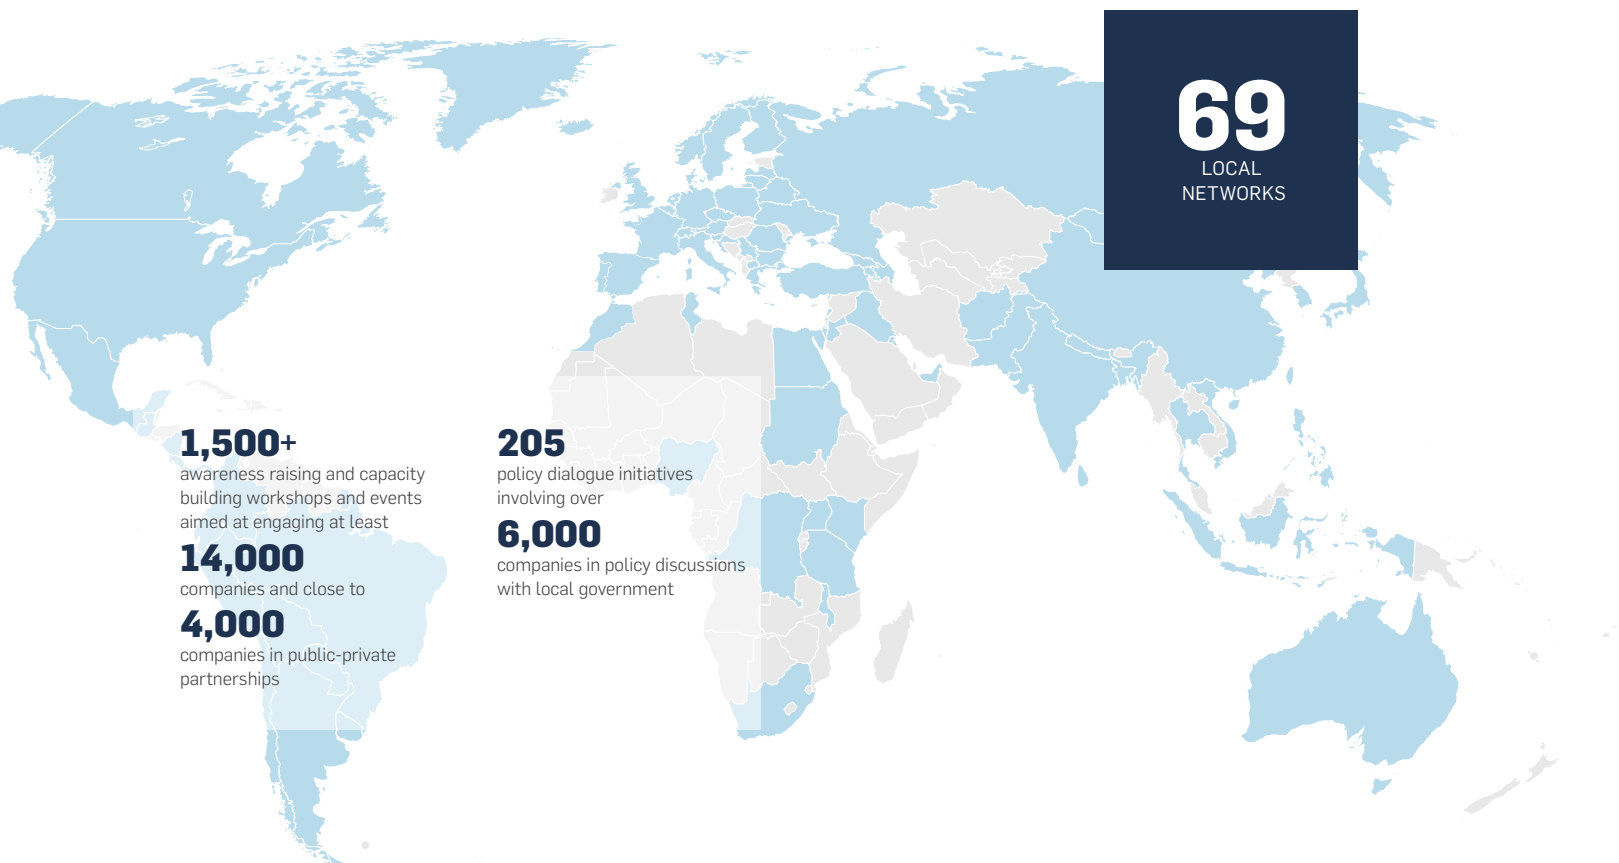 69
LOCAL
NETWORKS
1,500+
awareness raising and capacity
building workshops and events
aimed at engaging at least
14,000
companies and close to
4,000
companies in public-private
partnerships
205
policy dialogue initiatives
involving over
6,000
companies in policy discussions
with local government